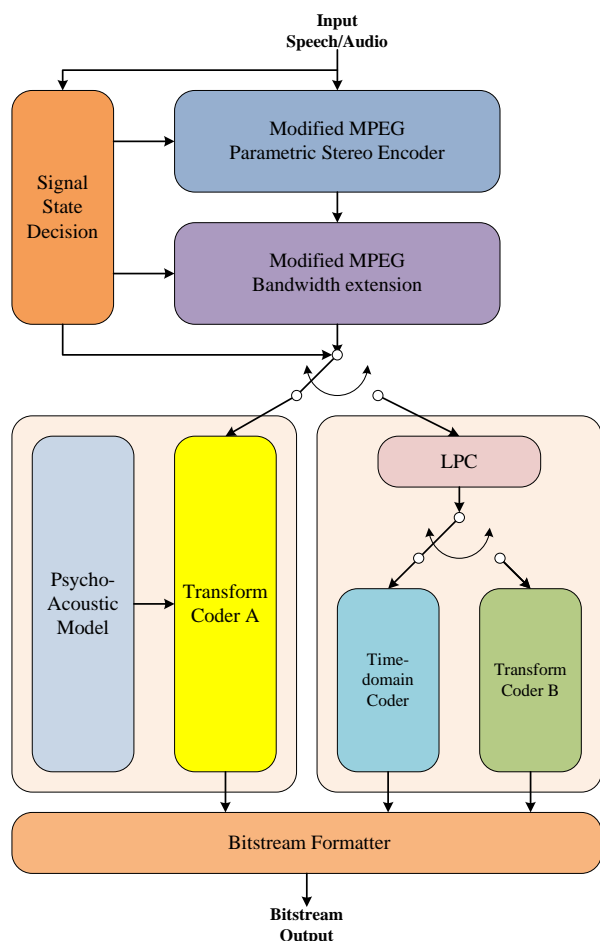 Input
Speech/Audio
Modified MPEG
Parametric Stereo Encoder
Signal
State
Decision
Modified MPEG
Bandwidth extension
LPC
Psycho-
Acoustic
Model
Transform
Coder A
Time-
domain
Coder
Transform
Coder B
Bitstream Formatter
Bitstream
Output